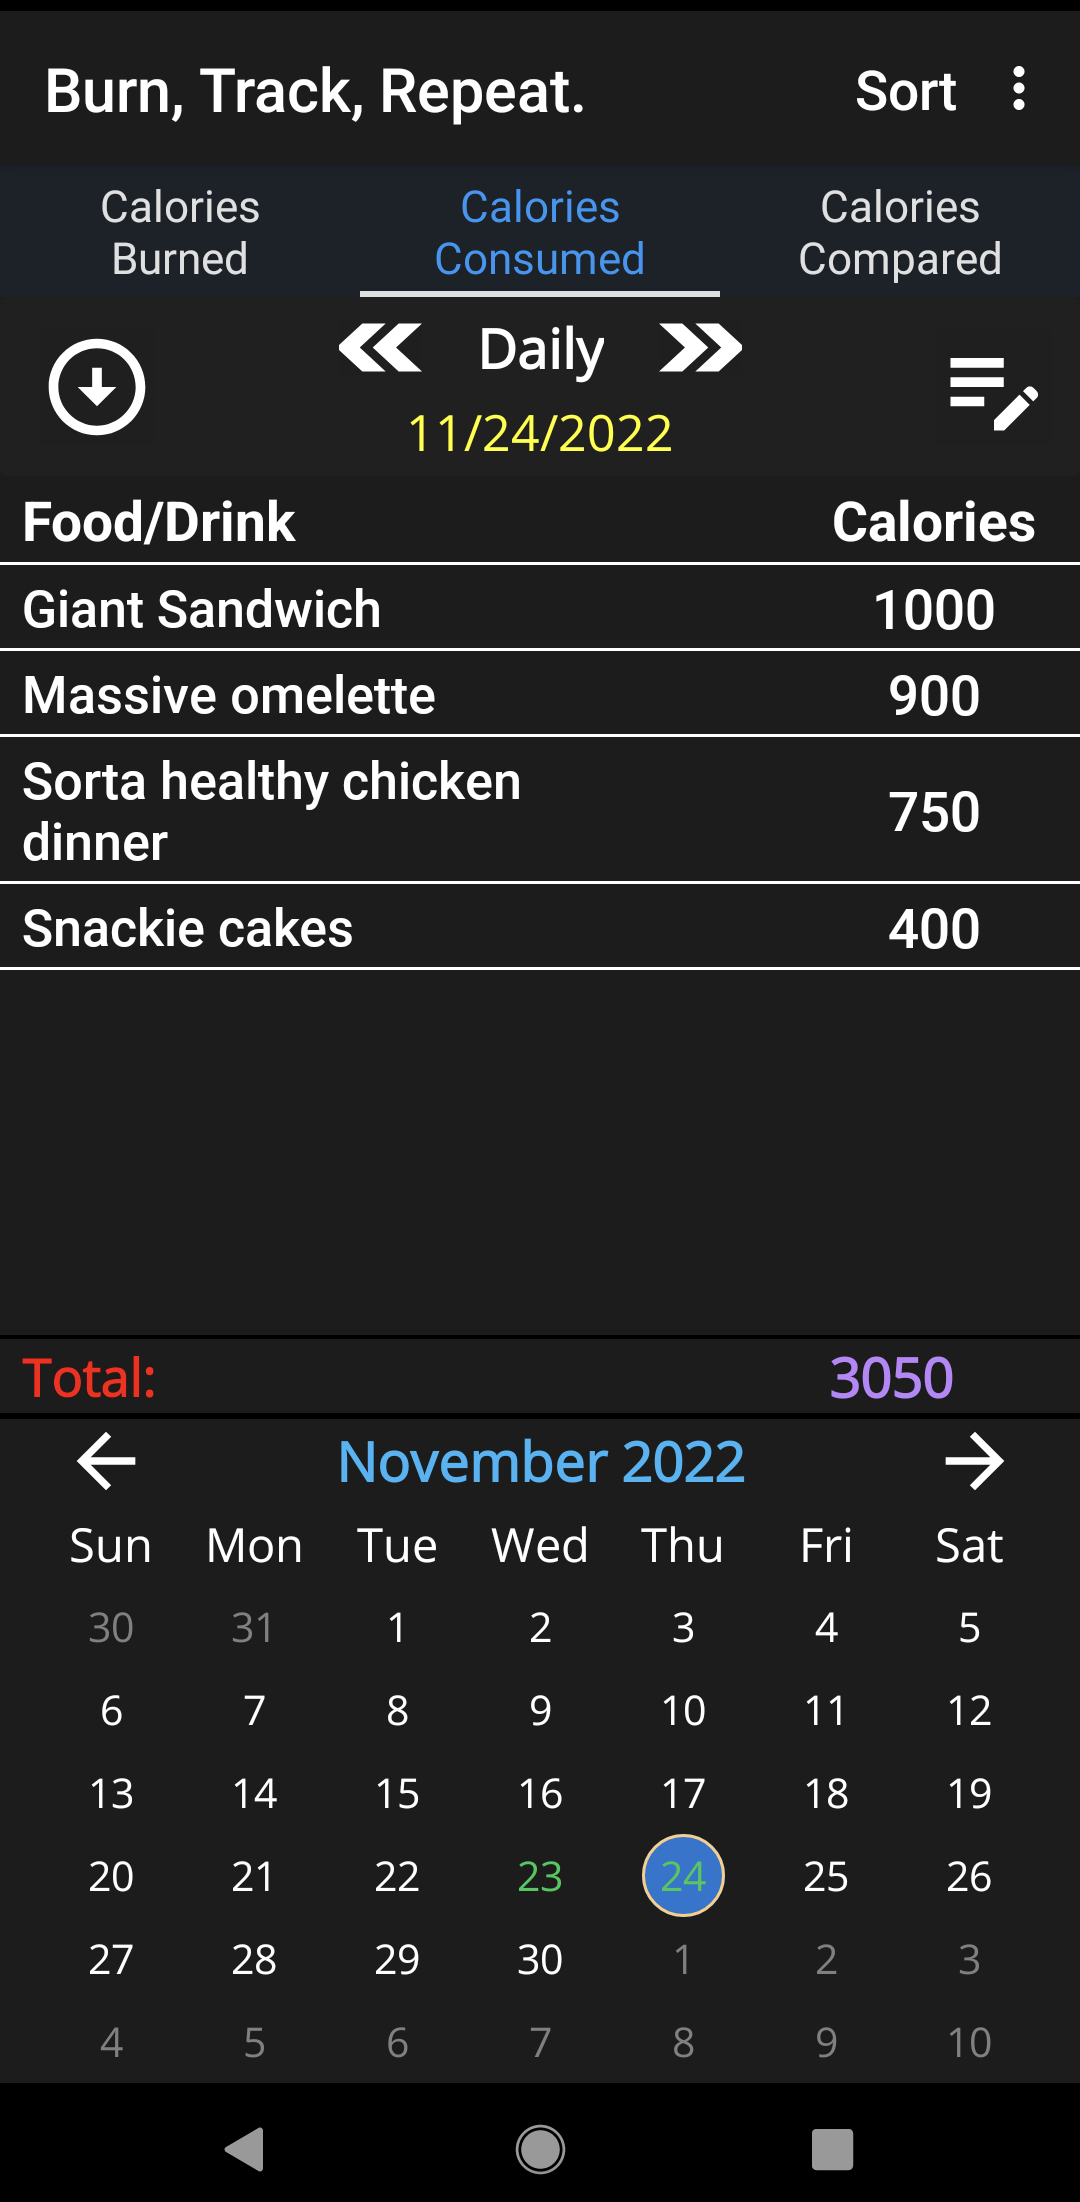 Burn, Track, Repeat. Sort
Calories Calories Calories
Burned Consumed Compared
Daily
11/24/2022
Food/Drink Calories
Giant Sandwich 1000
Massive omelette 900
Sorta healthy chicken
dinner 750
Snackie cakes 400
Total: 3050
November 2022
Sun Mon Tue Wed Thu Fri Sat
30 31 1 2 3 4 5
6 7 8 9 10 11 12
13 14 15 16 17 18 19
20 21 22 23 24 25 26
27 28 29 30 1 2 3
4 5 6 7 8 9 10